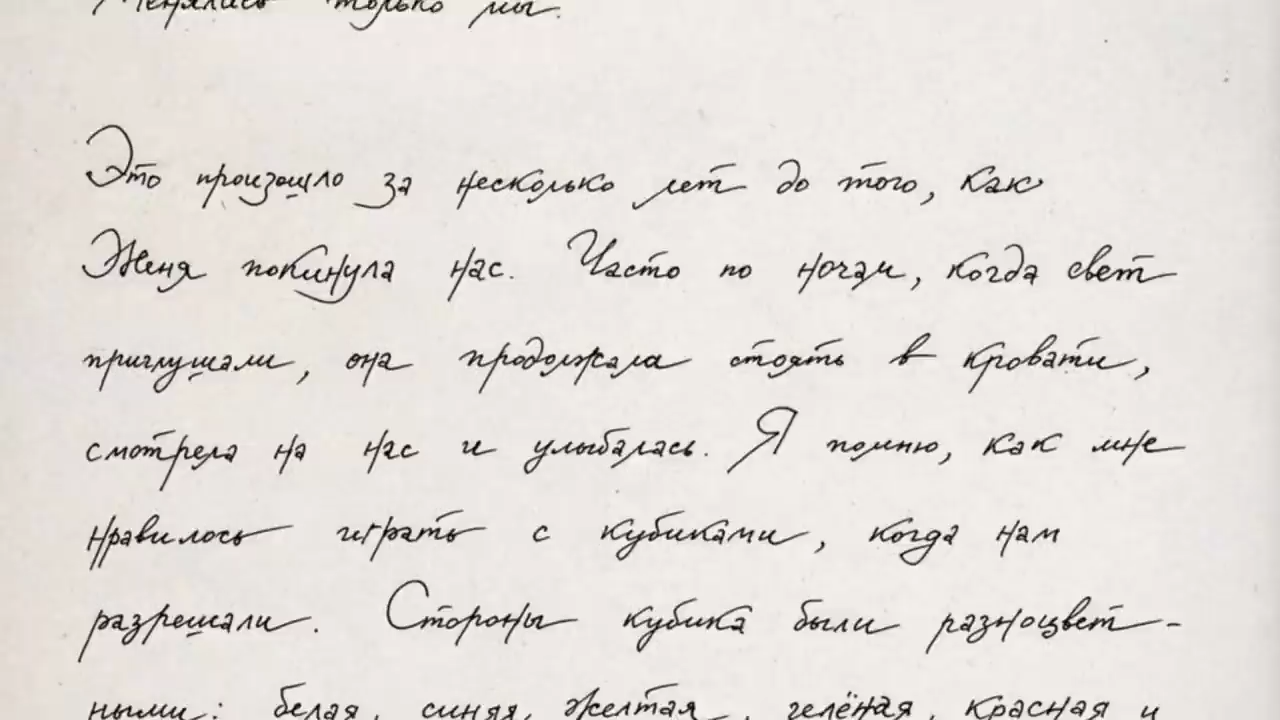 Менялись только мы.
Это произошло за несколько лет до того, как
Женя покинула нас. Часто по ночам, когда свет
приглушали, она продолжала стоять в кровати,
смотрела на нас и улыбалась. Я помню, как мне
нравилось играть с кубиками, когда нам
разрешали. Стороны кубика были разноцвет-
ными: белая, синяя, желтая, зелёная, красная и